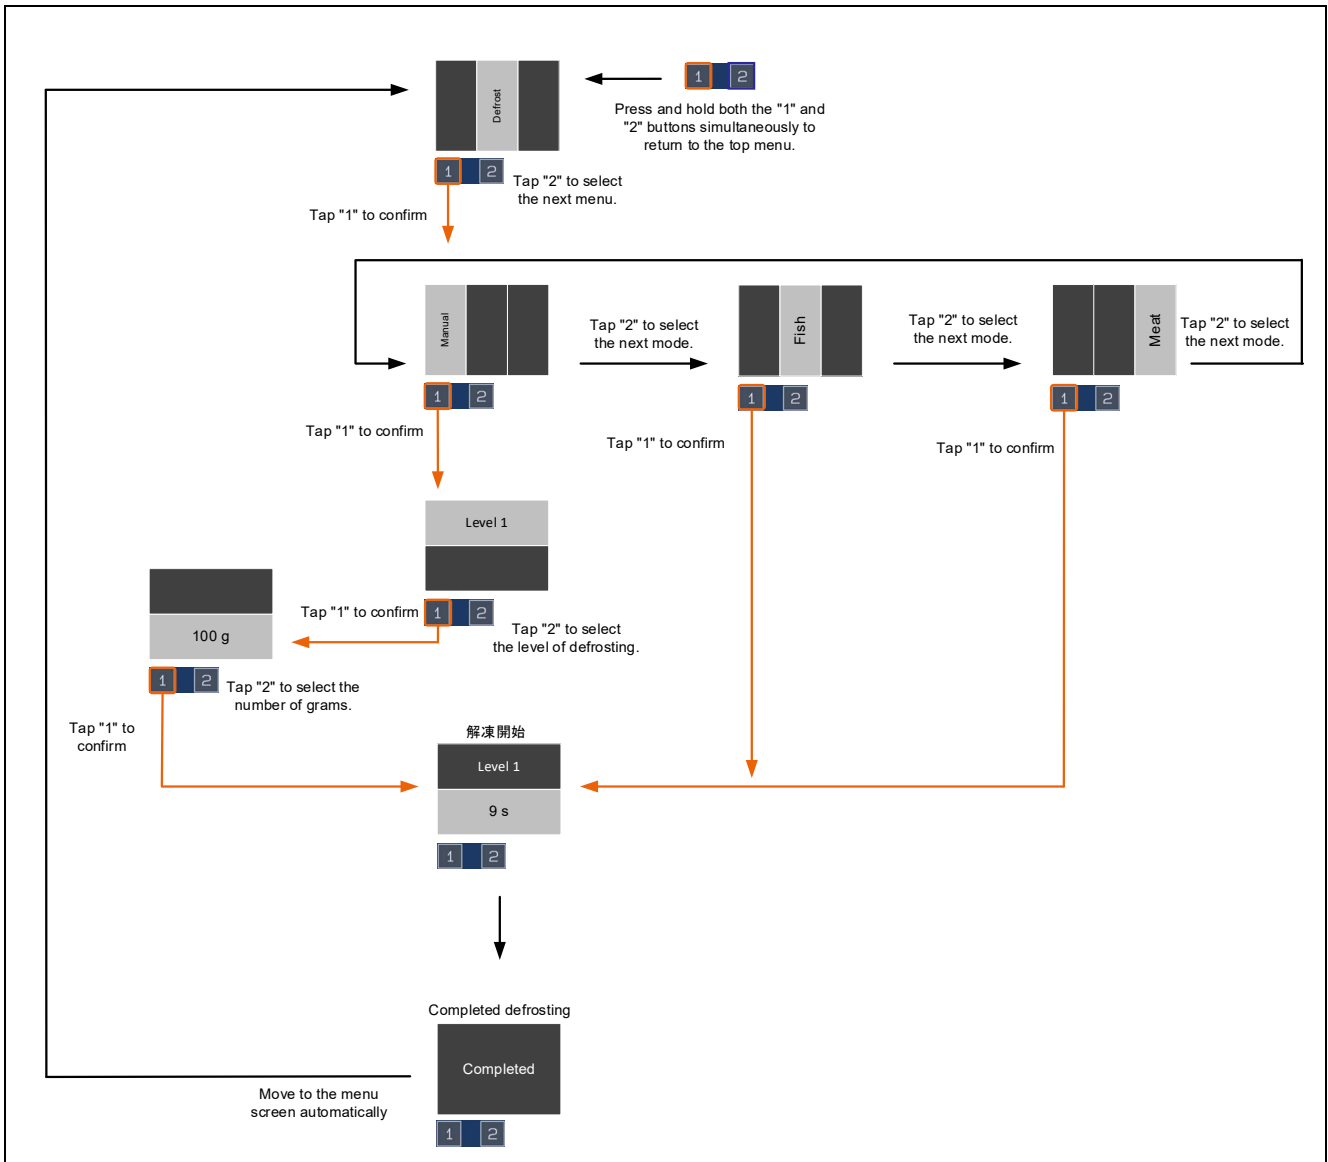 Defrost
1 2
Press and hold both the "1" and
"2" buttons simultaneously to
return to the top menu.
1 2
Tap "2" to select
the next menu.
Tap "1" to confirm
Manual
Tap "2" to select
the next mode.
Fish
Tap "2" to select
the next mode.
Meat
Tap "2" to select
the next mode.
1 2
1 2
1 2
Tap "1" to confirm
Tap "1" to confirm
Tap "1" to confirm
Level 1
1 2
Tap "1" to confirm
Tap "2" to select
the level of defrosting.
100 g
1 2
Tap "2" to select the
number of grams.
Tap "1" to
confirm
解凍開始
Level 1
9 s
1 2
Completed defrosting
Completed
1 2
Move to the menu
screen automatically